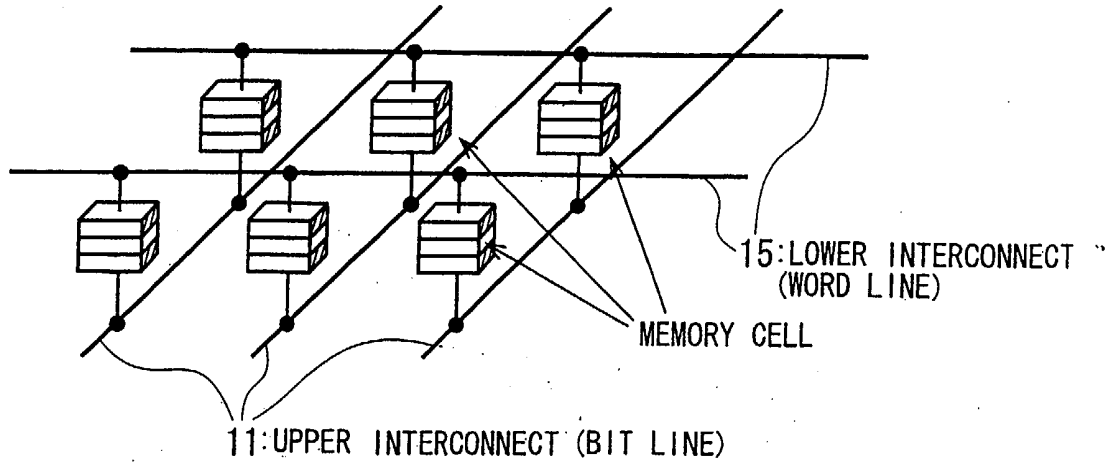 15:LOWER INTERCONNECT
(WORD LINE)
MEMORY CELL
11:UPPER INTERCONNECT (BIT LINE)